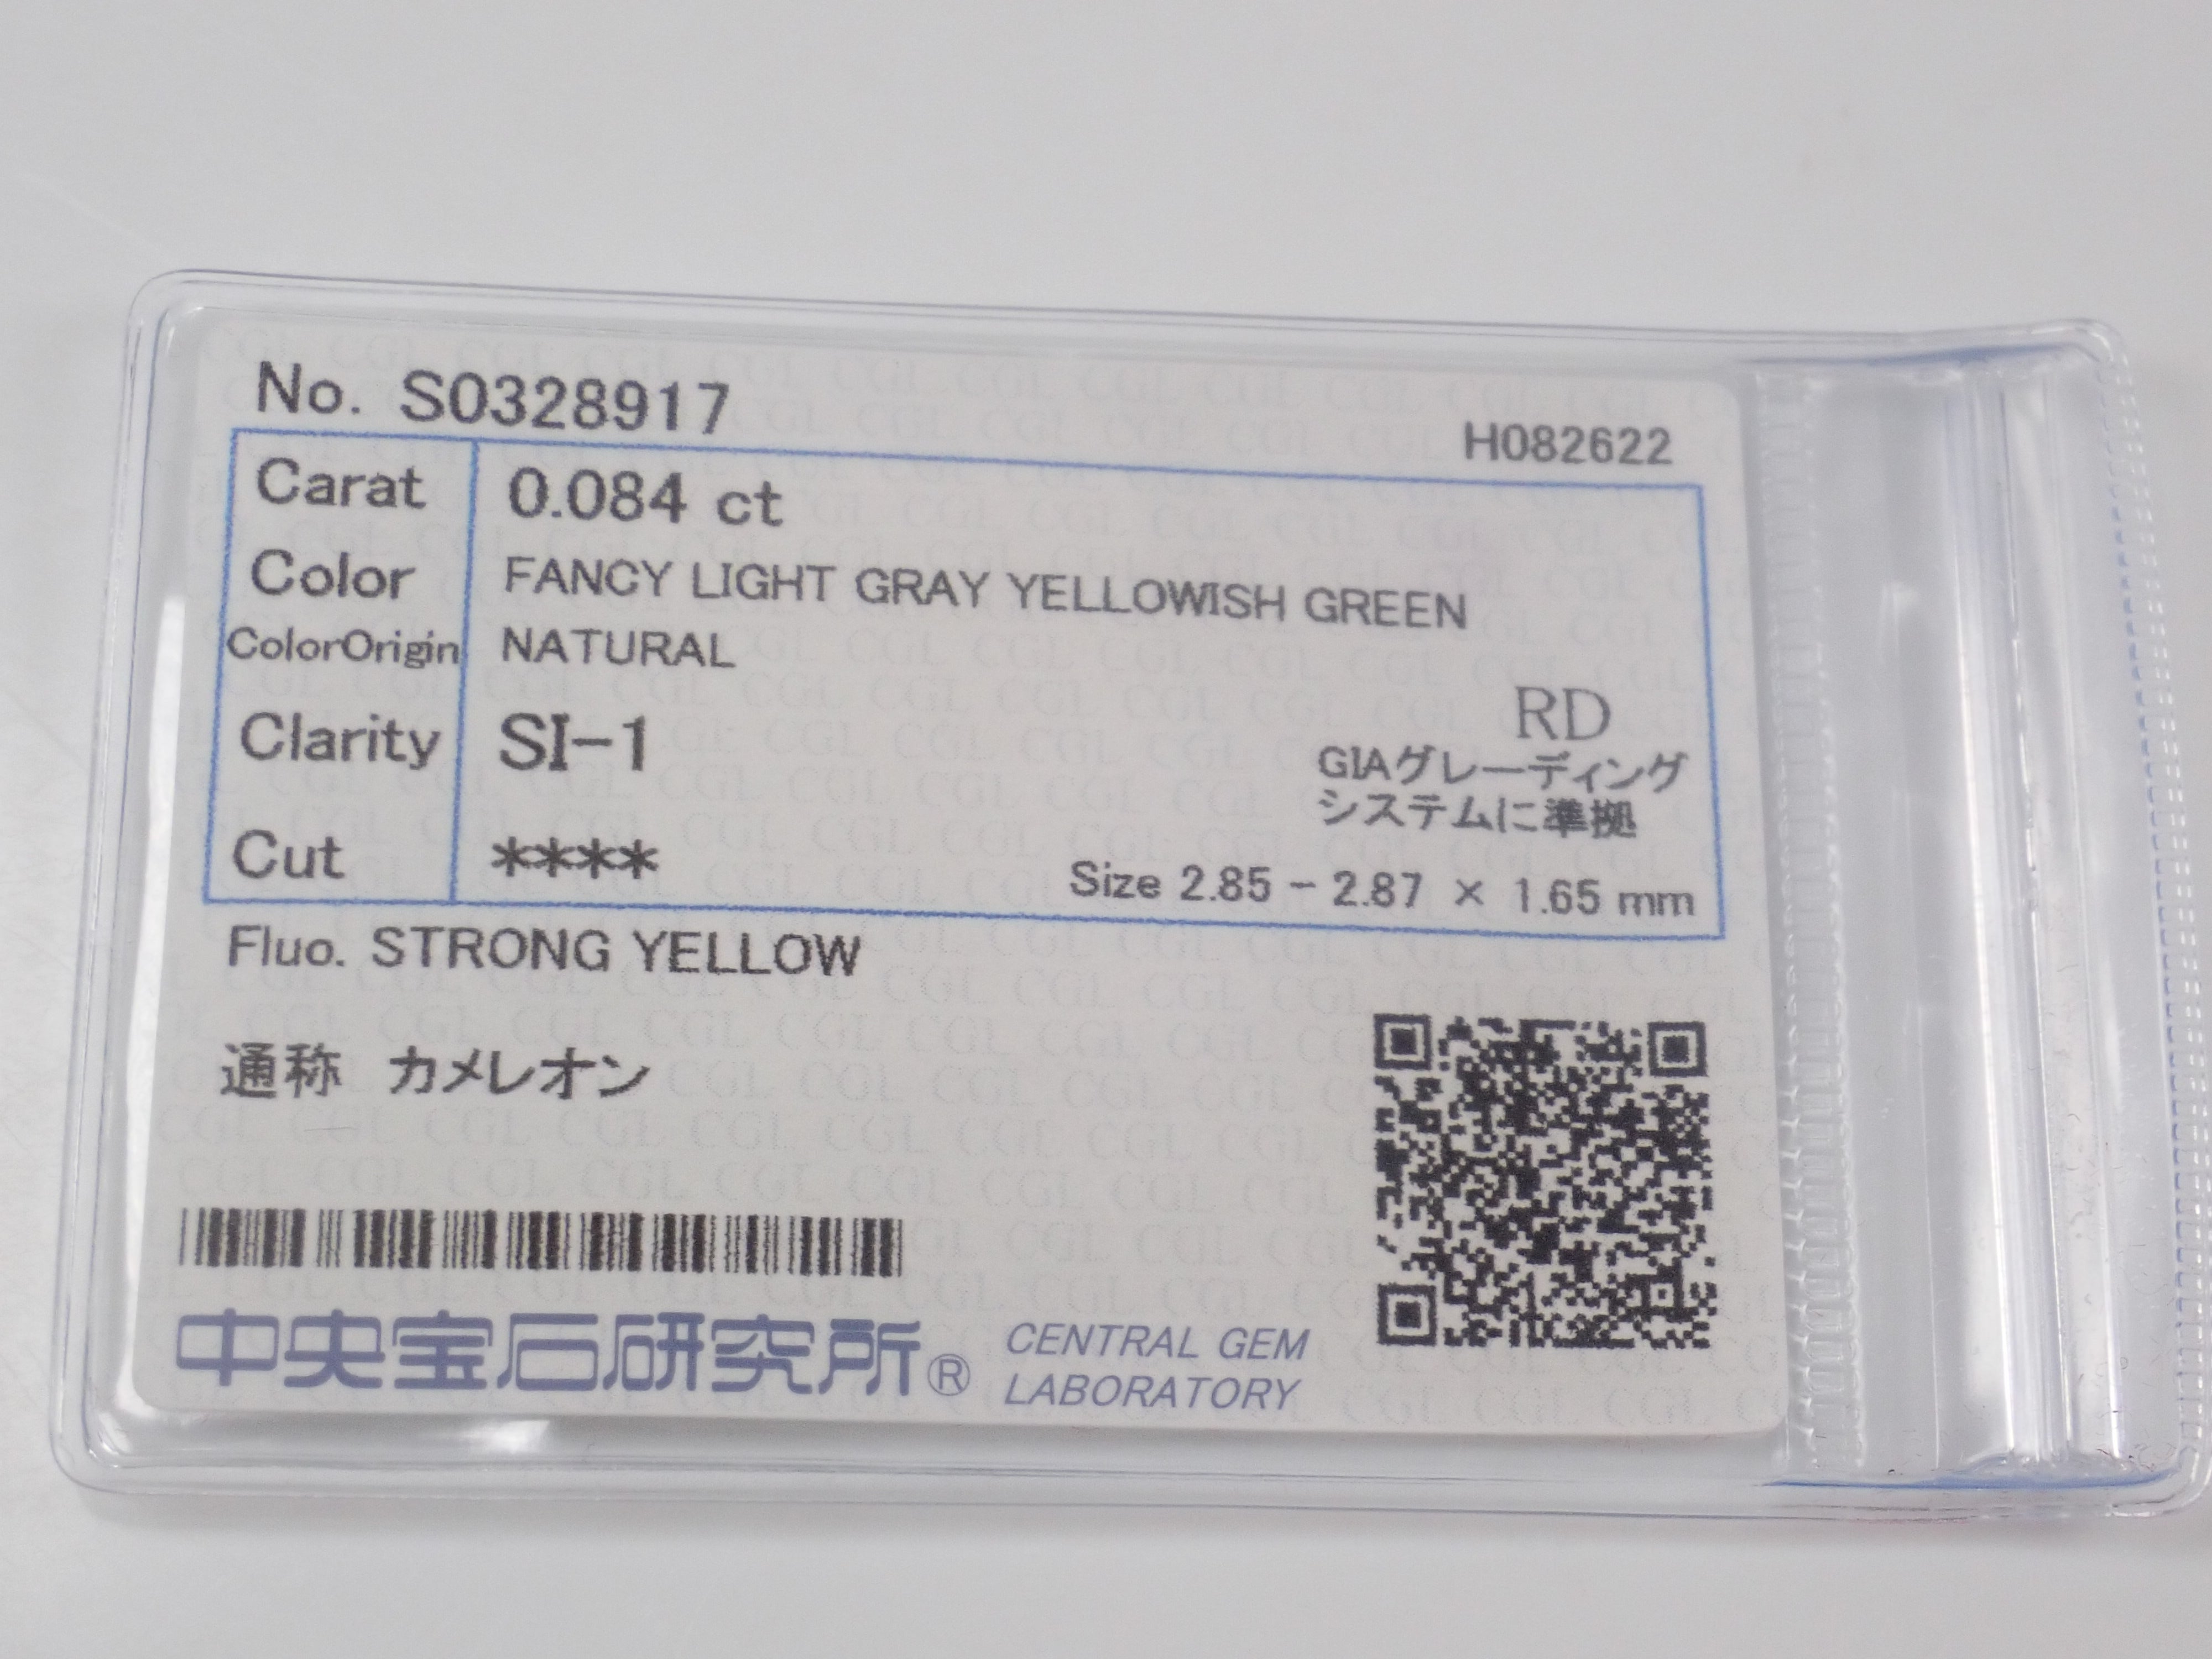 No. S0328917
H082622
Carat 0.084 ct
Color FANCY LIGHT GRAY YELLOWISH GREEN
ColorOrigin NATURAL
Clarity SI-1
RD
GIAグレーディング
システムに準拠
Cut ****
Size 2.85 - 2.87 × 1.65 mm
Fluo. STRONG YELLOW
通称 カメレオン
中央宝石研究所®
CENTRAL GEM
LABORATORY